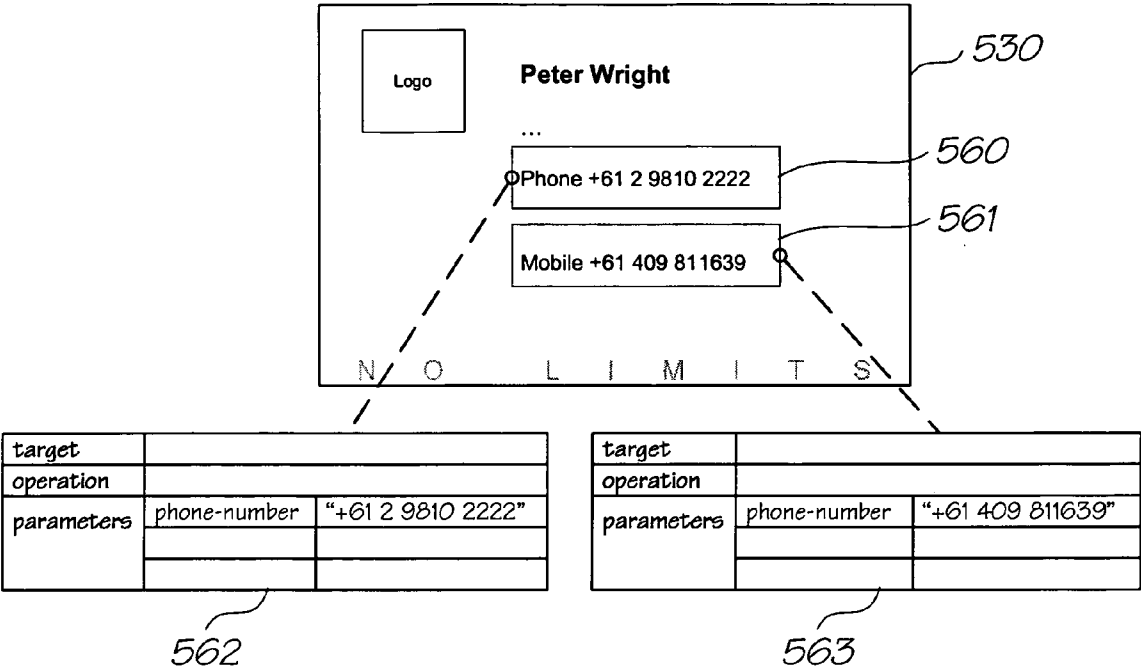 530
Logo
Peter Wright
...
560
Phone +61 2 9810 2222
561
Mobile +61 409 811639
N O L I M I T S
target
operation
parameters phone-number “+61 2 9810 2222”
562
target
operation
parameters phone-number “+61 409 811639”
563